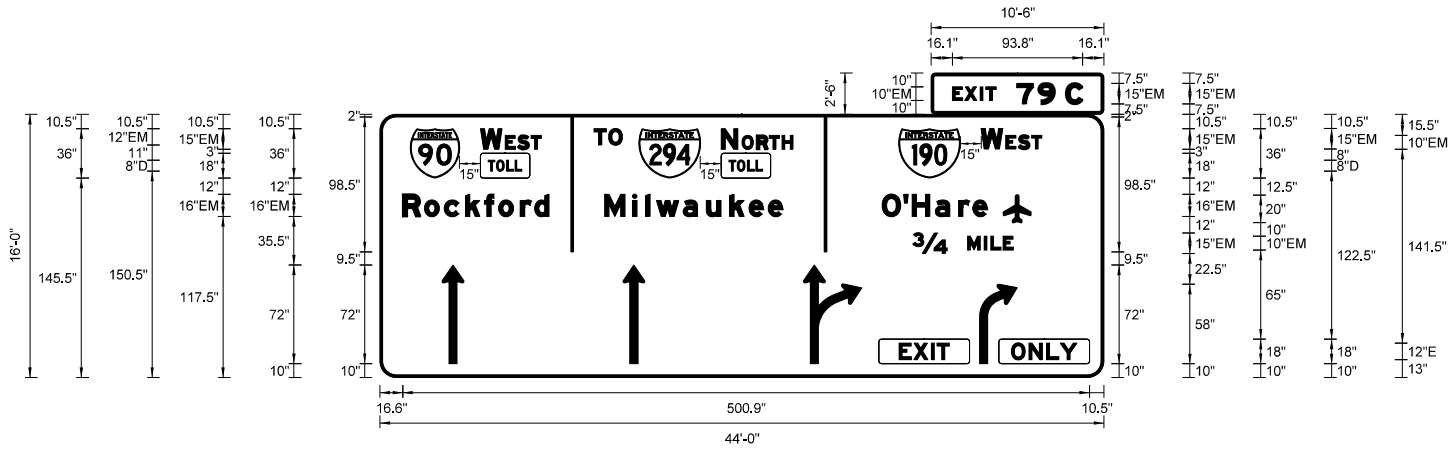 10'-6"
16.1" 93.8" 16.1"
2'-6"
10"
10"EM
10"
EXIT 79 C
7.5"
15"EM
7.5"
7.5"
15"EM
7.5"
16'-0"
10.5"
36"
145.5"
10.5"
12"EM
11"
8"D
150.5"
10.5"
15"EM
3"
18"
12"
16"EM
117.5"
10.5"
36"
12"
16"EM
35.5"
72"
10"
2"
98.5"
9.5"
72"
10"
INTERSTATE
90
WEST
15"
TOLL
Rockford
TO
INTERSTATE
294
NORTH
15"
TOLL
Milwaukee
INTERSTATE
190
15"
WEST
O'Hare
3/4 MILE
EXIT ONLY
2"
98.5"
9.5"
72"
10"
10.5"
15"EM
3"
18"
12"
16"EM
12"
15"EM
22.5"
58"
10"
10.5"
36"
12.5"
20"
10"
10"EM
65"
18"
10"
10.5"
15"EM
8"
8"D
122.5"
18"
10"
15.5"
10"EM
141.5"
12"E
13"
16.6" 500.9" 10.5"
44'-0"